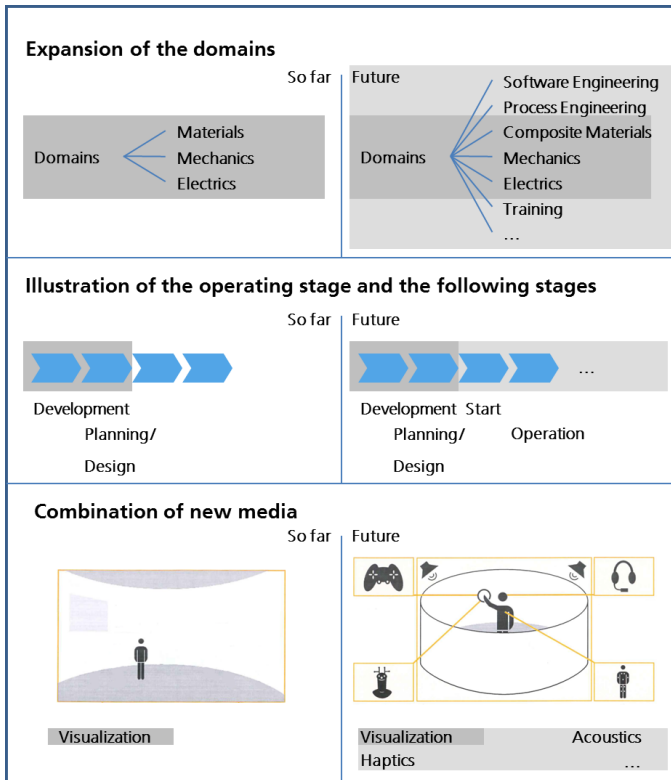 Expansion of the domains
So far
Future
Domains
Materials
Mechanics
Electrics
Domains
Software Engineering
Process Engineering
Composite Materials
Mechanics
Electrics
Training
...
Illustration of the operating stage and the following stages
So far
Future
Development
Planning/
Design
...
Development Start
Planning/ Operation
Design
Combination of new media
So far
Future
Visualization
Visualization Acoustics
Haptics ...